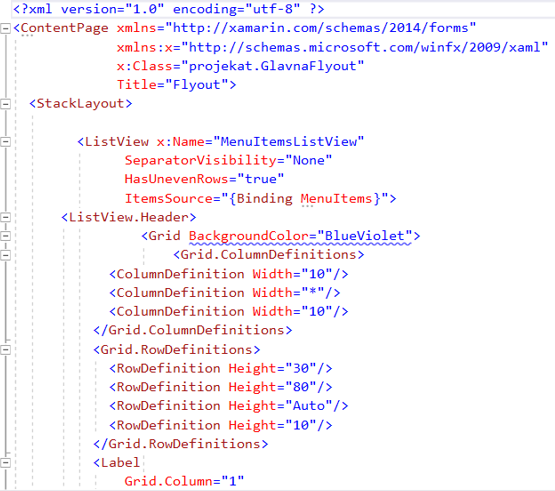 <?xml version="1.0" encoding="utf-8" ?>
<ContentPage xmlns="http://xamarin.com/schemas/2014/forms"
             xmlns:x="http://schemas.microsoft.com/winfx/2009/xaml"
             x:Class="projekat.GlavnaFlyout"
             Title="Flyout">
  <StackLayout>
        <ListView x:Name="MenuItemsListView"
              SeparatorVisibility="None"
              HasUnevenRows="true"
              ItemsSource="{Binding MenuItems}">
      <ListView.Header>
                <Grid BackgroundColor="BlueViolet">
                    <Grid.ColumnDefinitions>
            <ColumnDefinition Width="10"/>
            <ColumnDefinition Width="*"/>
            <ColumnDefinition Width="10"/>
          </Grid.ColumnDefinitions>
          <Grid.RowDefinitions>
            <RowDefinition Height="30"/>
            <RowDefinition Height="80"/>
            <RowDefinition Height="Auto"/>
            <RowDefinition Height="10"/>
          </Grid.RowDefinitions>
          <Label
              Grid.Column="1"